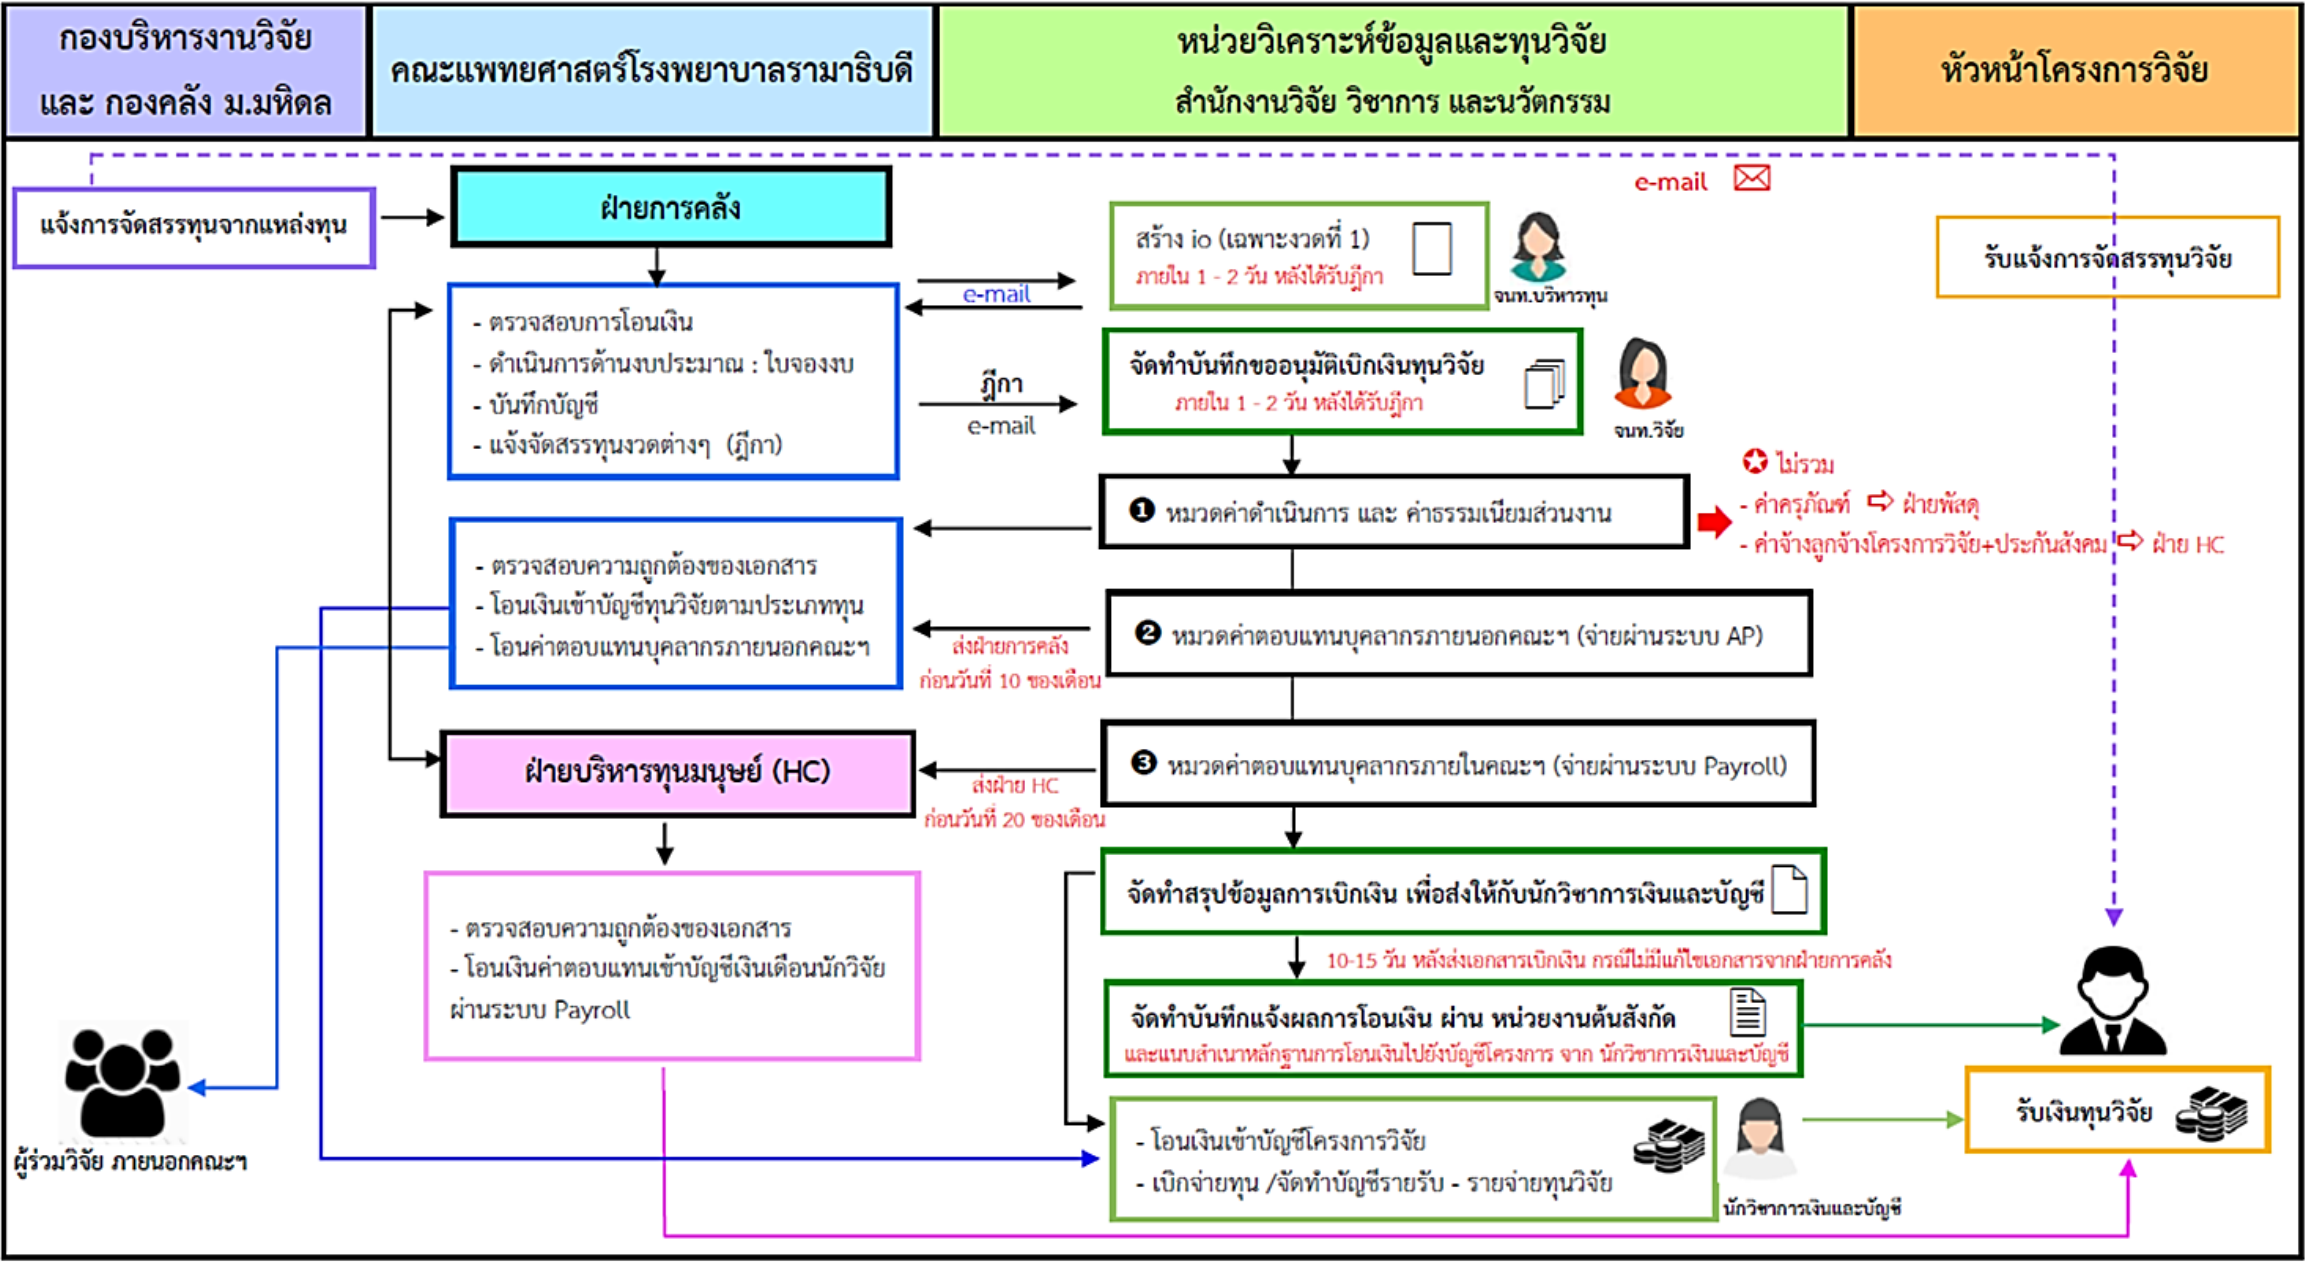 กองบริหารงานวิจัย
และ กองคลัง ม.มหิดล
คณะแพทยศาสตร์โรงพยาบาลรามาธิบดี
หน่วยวิเคราะห์ข้อมูลและทุนวิจัย
สำนักงานวิจัย วิชาการ และนวัตกรรม
หัวหน้าโครงการวิจัย
e-mail
แจ้งการจัดสรรทุนจากแหล่งทุน
ฝ่ายการคลัง
สร้าง io (เฉพาะงวดที่ 1)
ภายใน 1 - 2 วัน หลังได้รับฎีกา
จนท.บริหารทุน
รับแจ้งการจัดสรรทุนวิจัย
e-mail
- ตรวจสอบการโอนเงิน
- ดำเนินการด้านงบประมาณ : ใบจองงบ
- บันทึกบัญชี
- แจ้งจัดสรรทุนงวดต่างๆ (ฎีกา)
ฎีกา
e-mail
จัดทำบันทึกขออนุมัติเบิกเงินทุนวิจัย
ภายใน 1 - 2 วัน หลังได้รับฎีกา
จนท.วิจัย
❶ หมวดค่าดำเนินการ และ ค่าธรรมเนียมส่วนงาน
✪ ไม่รวม
- ค่าครุภัณฑ์ ⇨ ฝ่ายพัสดุ
- ค่าจ้างลูกจ้างโครงการวิจัย+ประกันสังคม ⇨ ฝ่าย HC
- ตรวจสอบความถูกต้องของเอกสาร
- โอนเงินเข้าบัญชีทุนวิจัยตามประเภททุน
- โอนค่าตอบแทนบุคลากรภายนอกคณะฯ
❷ หมวดค่าตอบแทนบุคลากรภายนอกคณะฯ (จ่ายผ่านระบบ AP)
ส่งฝ่ายการคลัง
ก่อนวันที่ 10 ของเดือน
❸ หมวดค่าตอบแทนบุคลากรภายในคณะฯ (จ่ายผ่านระบบ Payroll)
ฝ่ายบริหารทุนมนุษย์ (HC)
ส่งฝ่าย HC
ก่อนวันที่ 20 ของเดือน
จัดทำสรุปข้อมูลการเบิกเงิน เพื่อส่งให้กับนักวิชาการเงินและบัญชี
- ตรวจสอบความถูกต้องของเอกสาร
- โอนเงินค่าตอบแทนเข้าบัญชีเงินเดือนนักวิจัย
ผ่านระบบ Payroll
10-15 วัน หลังส่งเอกสารเบิกเงิน กรณีไม่มีแก้ไขเอกสารจากฝ่ายการคลัง
จัดทำบันทึกแจ้งผลการโอนเงิน ผ่าน หน่วยงานต้นสังกัด
และแนบสำเนาหลักฐานการโอนเงินไปยังบัญชีโครงการ จาก นักวิชาการเงินและบัญชี
รับเงินทุนวิจัย
- โอนเงินเข้าบัญชีโครงการวิจัย
- เบิกจ่ายทุน /จัดทำบัญชีรายรับ - รายจ่ายทุนวิจัย
ผู้ร่วมวิจัย ภายนอกคณะฯ
นักวิชาการเงินและบัญชี